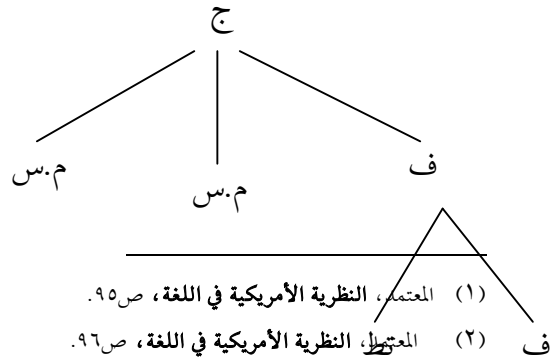 ج
ف م.س م.س
(١) المعتمد، النظرية الأمريكية في اللغة، ص٩٥.
(٢) المعتمد، النظرية الأمريكية في اللغة، ص٩٦.
ف